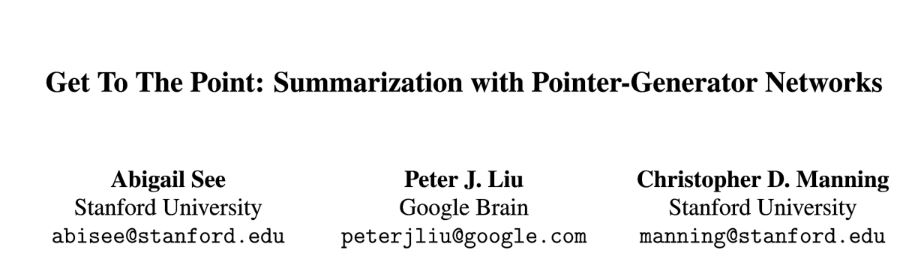 Get To The Point: Summarization with Pointer-Generator Networks
Abigail See
Stanford University
abisee@stanford.edu
Peter J. Liu
Google Brain
peterjliu@google.com
Christopher D. Manning
Stanford University
manning@stanford.edu